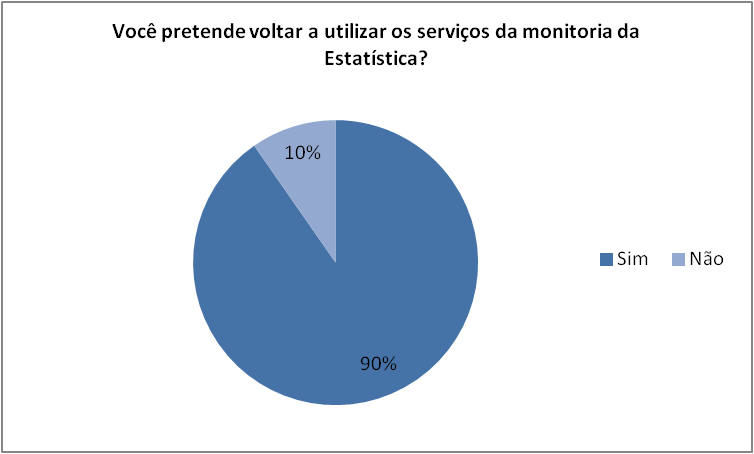 Você pretende voltar a utilizar os serviços da monitoria da
Estatística?
10%
Sim Não
90%